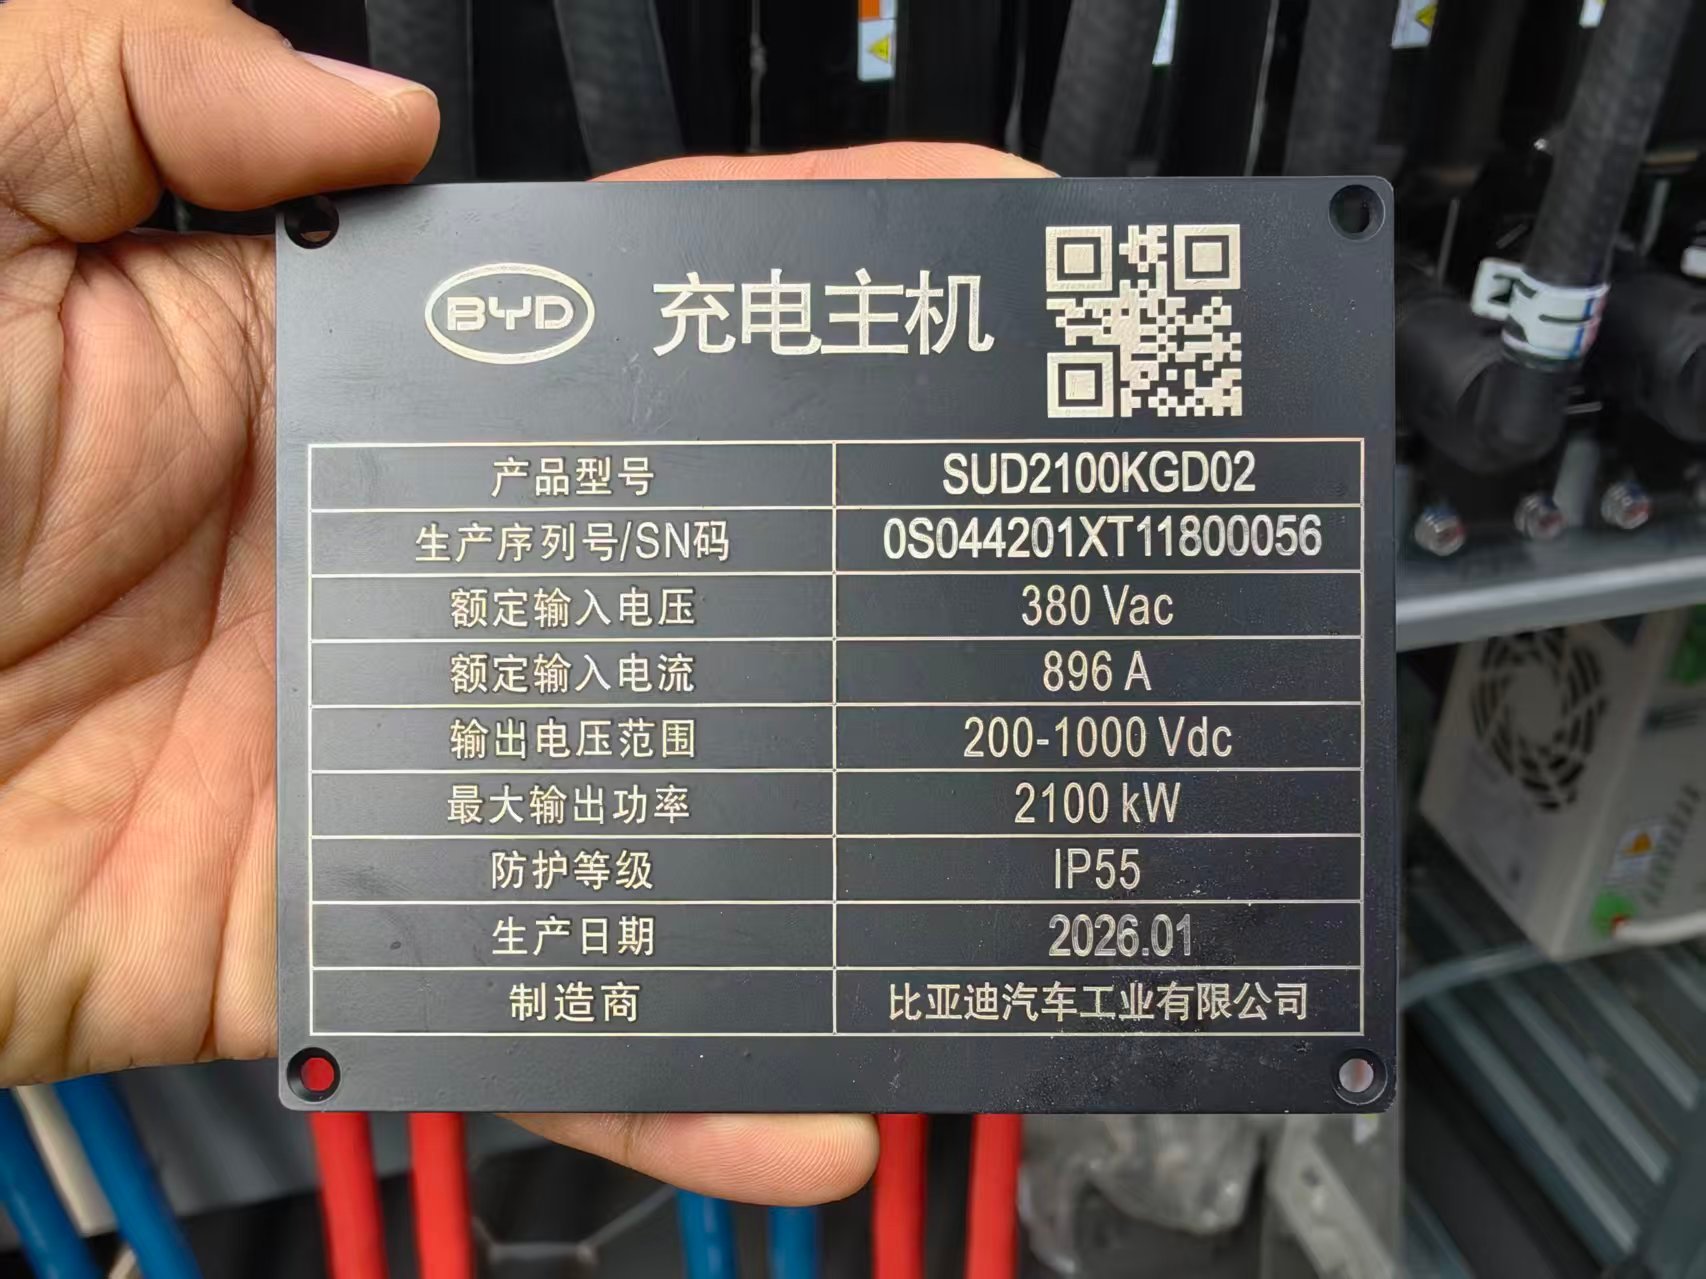 BYD 充电主机
产品型号 SUD2100KGD02
生产序列号/SN码 0S044201XT11800056
额定输入电压 380 Vac
额定输入电流 896 A
输出电压范围 200-1000 Vdc
最大输出功率 2100 kW
防护等级 IP55
生产日期 2026.01
制造商 比亚迪汽车工业有限公司